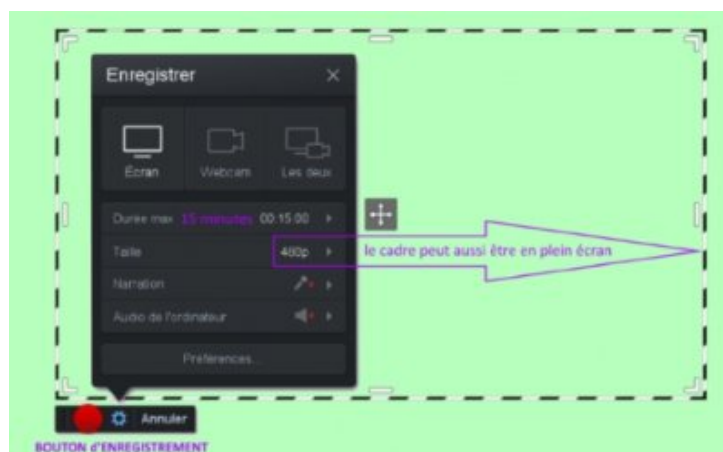 Enregistrer
Écran Webcam Les deux
Durée max 15 minutes 00:15:00
Taille 480p le cadre peut aussi être en plein écran
Narration
Audio de l'ordinateur
Préférences...
Annuler
BOUTON d'ENREGISTREMENT